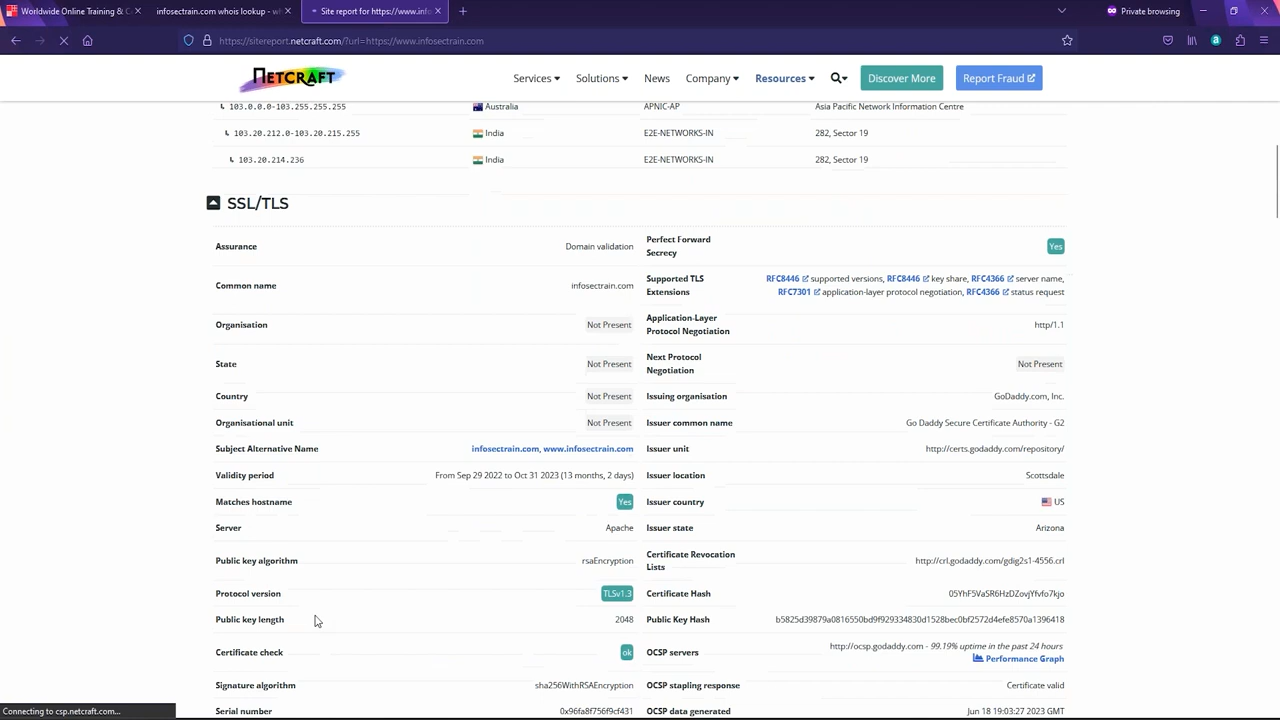 Worldwide Online Training & C
infosectrain.com - whois -
Site report for https://www.inf
Private browsing
https://sitereport.netcraft.com/?url=https://www.infosectrain.com
NETCRAFT
Services Solutions News Company Resources Discover More Report Fraud
↳ 103.0.0.0-103.255.255.255 Australia APNIC-AP Asia Pacific Network Information Centre
↳ 103.20.212.0-103.20.215.255 India E2E-NETWORKS-IN 282, Sector 19
↳ 103.20.214.236 India E2E-NETWORKS-IN 282, Sector 19
SSL/TLS
Assurance Domain validation
Common name infosectrain.com
Organisation Not Present
State Not Present
Country Not Present
Organisational unit Not Present
Subject Alternative Name infosectrain.com, www.infosectrain.com
Validity period From Sep 29 2022 to Oct 31 2023 (13 months, 2 days)
Matches hostname Yes
Server Apache
Public key algorithm rsaEncryption
Protocol version TLSv1.3
Public key length 2048
Certificate check ok
Signature algorithm sha256WithRSAEncryption
Serial number 0x96fa8f756f9cf431
Perfect Forward
Secrecy Yes
Supported TLS
Extensions
RFC8446 supported versions, RFC8446 key share, RFC4366 server name,
RFC7301 application-layer protocol negotiation, RFC4366 status request
Application-Layer
Protocol Negotiation http/1.1
Next Protocol
Negotiation Not Present
Issuing organisation GoDaddy.com, Inc.
Issuer common name Go Daddy Secure Certificate Authority - G2
Issuer unit http://certs.godaddy.com/repository/
Issuer location Scottsdale
Issuer country US
Issuer state Arizona
Certificate Revocation
Lists http://crl.godaddy.com/gdig2s1-4556.crl
Certificate Hash 05YhF5VaSR6HzDZovjYfvfo7kjo
Public Key Hash b5825d39879a0816550bd9f929334830d1528bec0bf2572d4efe8570a1396418
OCSP servers http://ocsp.godaddy.com - 99.19% uptime in the past 24 hours
Performance Graph
OCSP stapling response Certificate valid
OCSP data generated Jun 18 19:03:27 2023 GMT
Connecting to csp.netcraft.com...